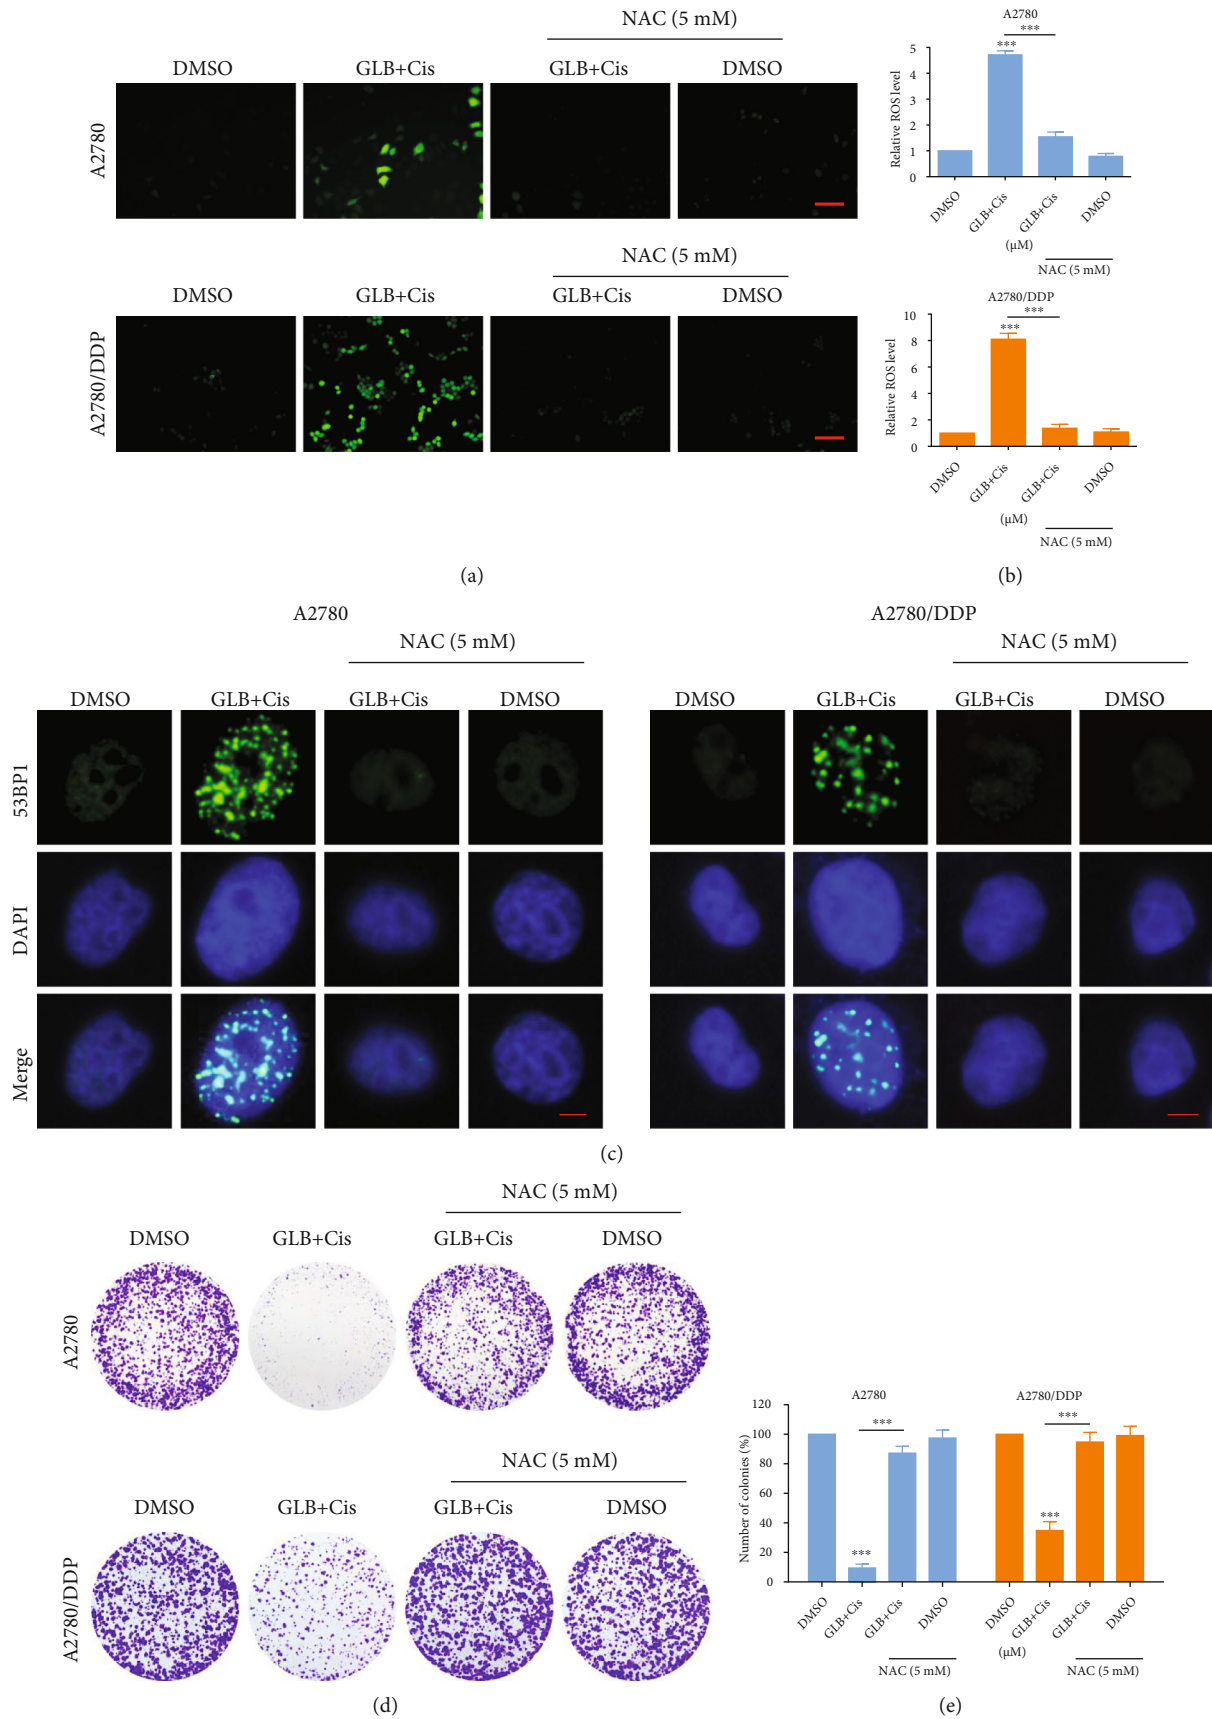 NAC (5 mM)
DMSO GLB+Cis GLB+Cis DMSO
A2780
NAC (5 mM)
DMSO GLB+Cis GLB+Cis DMSO
A2780/DDP
(a)
A2780
***
***
Relative ROS level
5
4
3
2
1
0
DMSO GLB+Cis GLB+Cis DMSO
(μM)
NAC (5 mM)
A2780/DDP
***
***
Relative ROS level
10
8
6
4
2
0
DMSO GLB+Cis GLB+Cis DMSO
(μM)
NAC (5 mM)
(b)
A2780 A2780/DDP
NAC (5 mM) NAC (5 mM)
DMSO GLB+Cis GLB+Cis DMSO DMSO GLB+Cis GLB+Cis DMSO
53BP1
DAPI
Merge
(c)
NAC (5 mM)
DMSO GLB+Cis GLB+Cis DMSO
A2780
NAC (5 mM)
DMSO GLB+Cis GLB+Cis DMSO
A2780/DDP
(d)
A2780 A2780/DDP
*** ***
*** ***
Number of colonies (%)
120
100
80
60
40
20
0
DMSO GLB+Cis GLB+Cis DMSO DMSO GLB+Cis GLB+Cis DMSO
(μM)
NAC (5 mM) NAC (5 mM)
(e)